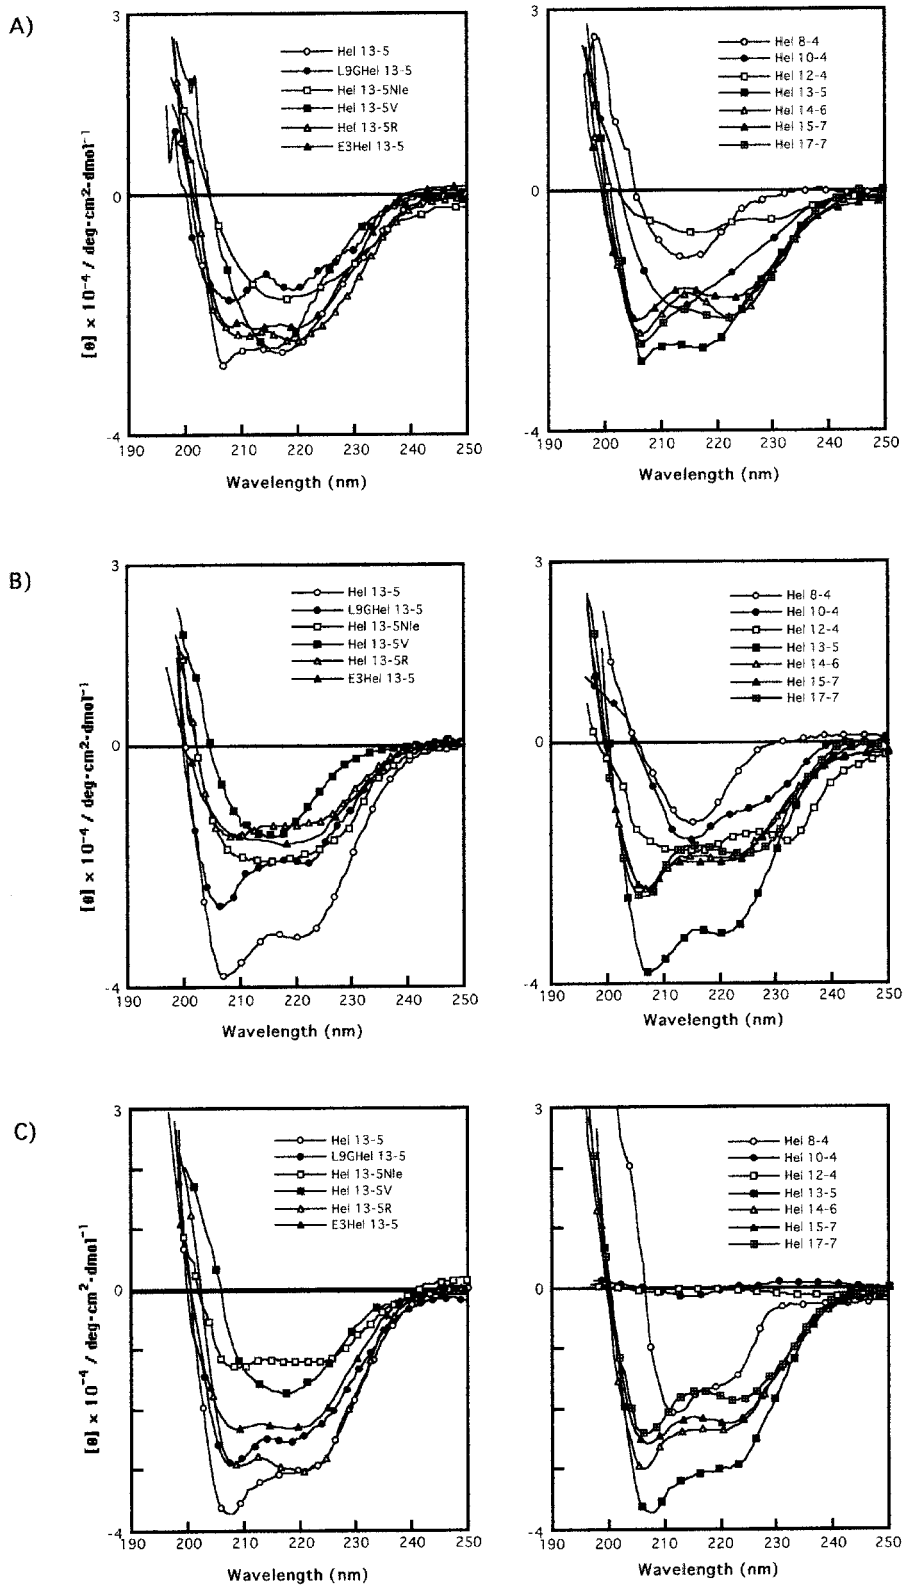 A)
3
0
-4
[θ] × 10⁻⁴ / deg·cm²·dmol⁻¹
Hel 13-5
L9GHel 13-5
Hel 13-5Nle
Hel 13-5V
Hel 13-5R
E3Hel 13-5
190 200 210 220 230 240 250
Wavelength (nm)
3
0
-4
Hel 8-4
Hel 10-4
Hel 12-4
Hel 13-5
Hel 14-6
Hel 15-7
Hel 17-7
190 200 210 220 230 240 250
Wavelength (nm)
B)
3
0
-4
[θ] × 10⁻⁴ / deg·cm²·dmol⁻¹
Hel 13-5
L9GHel 13-5
Hel 13-5Nle
Hel 13-5V
Hel 13-5R
E3Hel 13-5
190 200 210 220 230 240 250
Wavelength (nm)
3
0
-4
Hel 8-4
Hel 10-4
Hel 12-4
Hel 13-5
Hel 14-6
Hel 15-7
Hel 17-7
190 200 210 220 230 240 250
Wavelength (nm)
C)
3
0
-4
[θ] × 10⁻⁴ / deg·cm²·dmol⁻¹
Hel 13-5
L9GHel 13-5
Hel 13-5Nle
Hel 13-5V
Hel 13-5R
E3Hel 13-5
190 200 210 220 230 240 250
Wavelength (nm)
3
0
-4
Hel 8-4
Hel 10-4
Hel 12-4
Hel 13-5
Hel 14-6
Hel 15-7
Hel 17-7
190 200 210 220 230 240 250
Wavelength (nm)